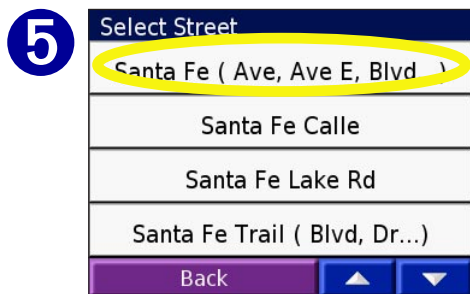 5
Select Street
Santa Fe ( Ave, Ave E, Blvd...)
Santa Fe Calle
Santa Fe Lake Rd
Santa Fe Trail ( Blvd, Dr...)
Back